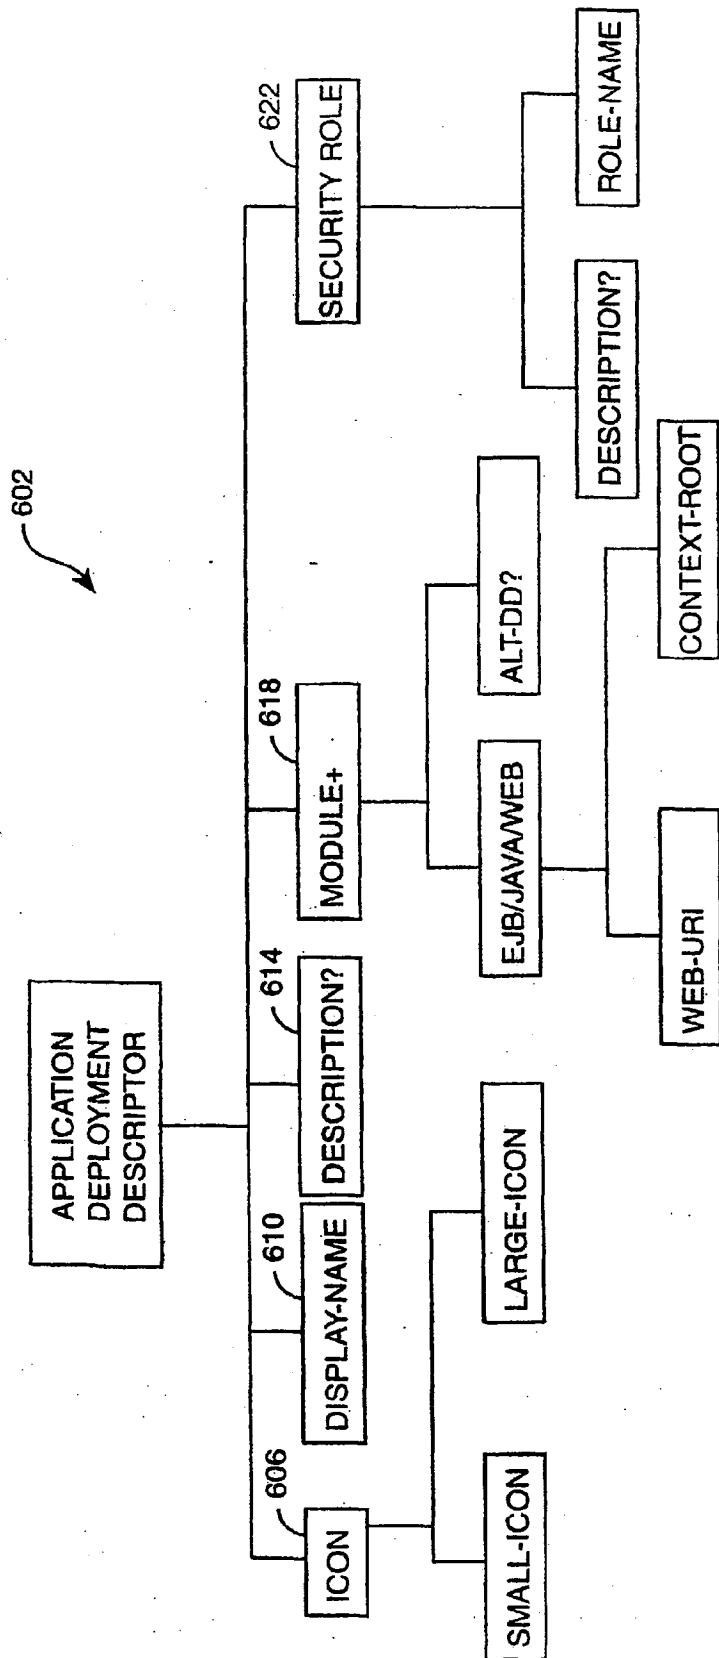 602
APPLICATION
DEPLOYMENT
DESCRIPTOR
606
610
614
618
622
ICON
DISPLAY-NAME
DESCRIPTION?
MODULE+
SECURITY ROLE
SMALL-ICON
LARGE-ICON
EJB/JAVA/WEB
ALT-DD?
DESCRIPTION?
ROLE-NAME
WEB-URI
CONTEXT-ROOT